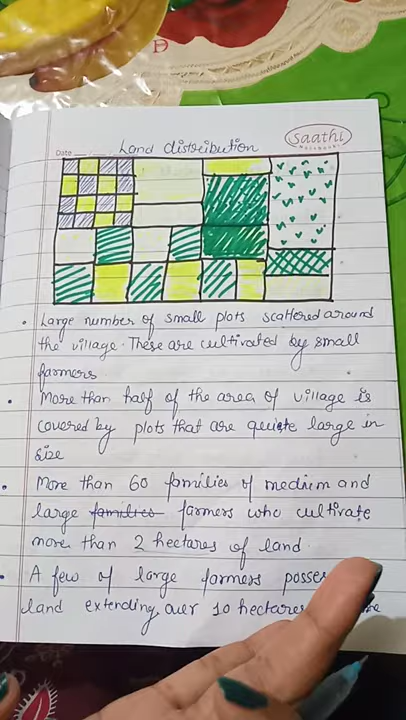 Land distribution
Saathi
NOTEBOOKS
Date
• Large number of small plots scattered around
the village. These are cultivated by small
farmers.
• More than half of the area of village is
covered by plots that are quiete large in
size
• More than 60 families of medium and
large families farmers who cultivate
more than 2 hectares of land.
• A few of large farmers
land extending over 10 hectares